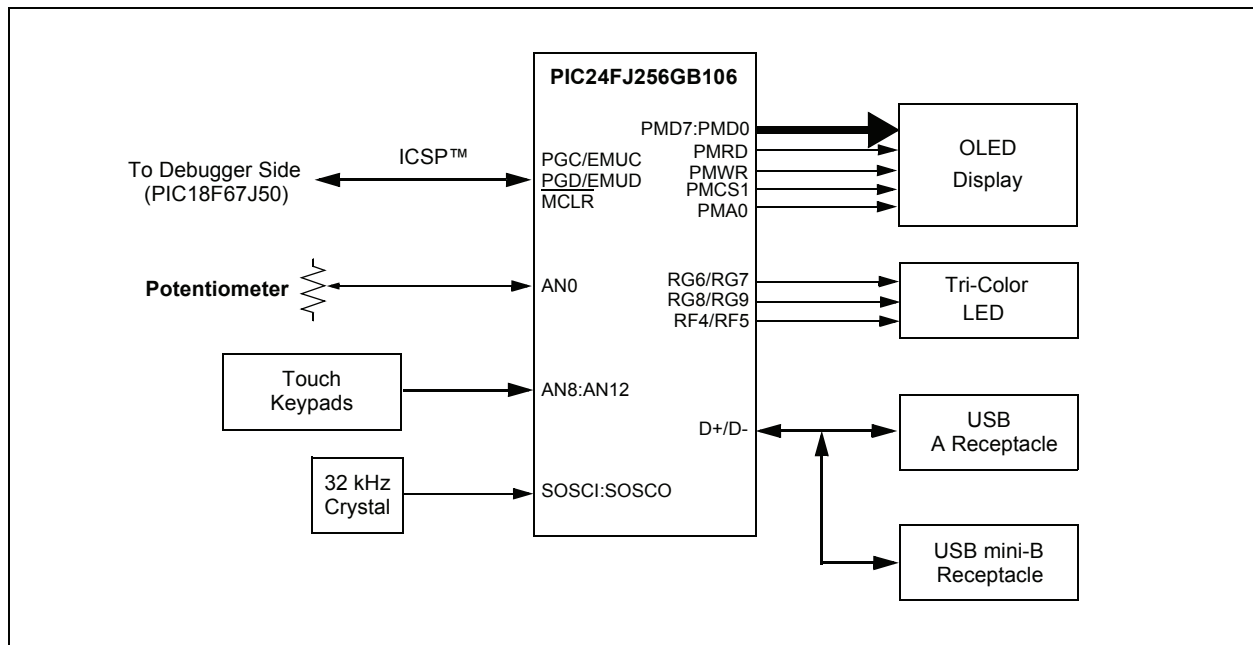 PIC24FJ256GB106
To Debugger Side
(PIC18F67J50)
ICSP™
PGC/EMUC
PGD/EMUD
MCLR
Potentiometer
AN0
Touch
Keypads
AN8:AN12
32 kHz
Crystal
SOSCI:SOSCO
PMD7:PMD0
PMRD
PMWR
PMCS1
PMA0
OLED
Display
RG6/RG7
RG8/RG9
RF4/RF5
Tri-Color
LED
D+/D-
USB
A Receptacle
USB mini-B
Receptacle